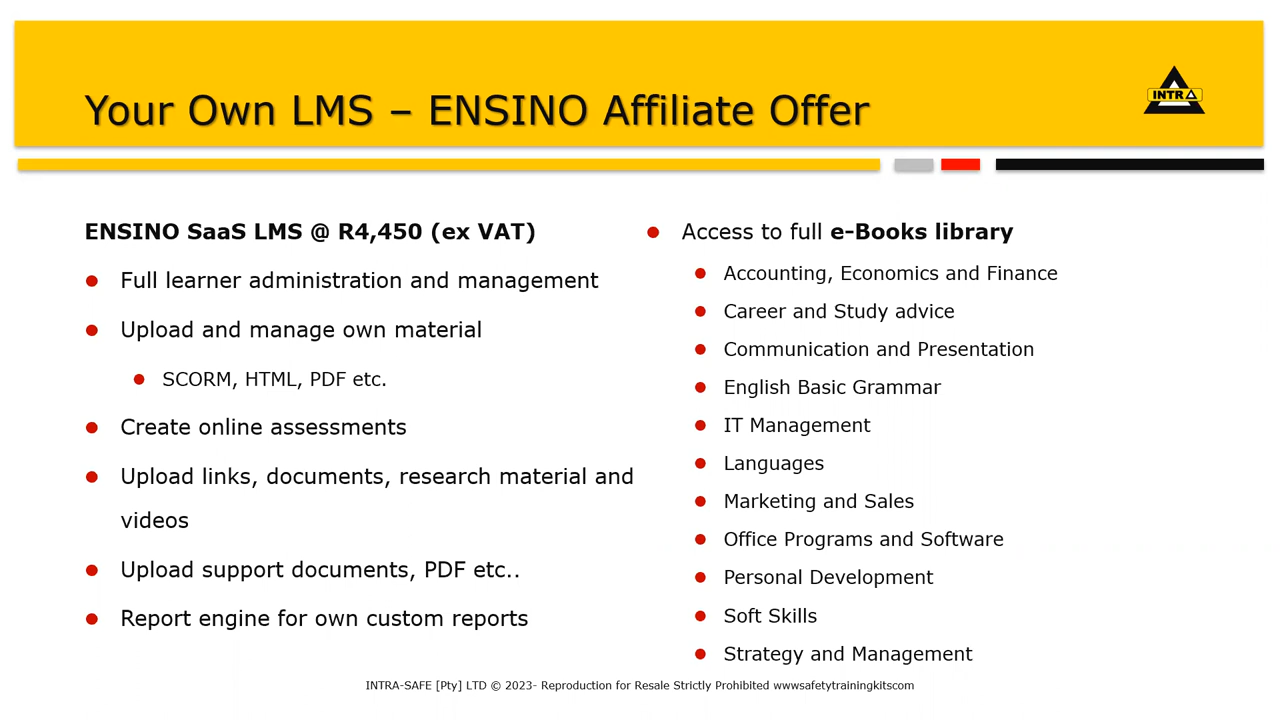 Your Own LMS – ENSINO Affiliate Offer
INTRA
ENSINO SaaS LMS @ R4,450 (ex VAT)
Full learner administration and management
Upload and manage own material
SCORM, HTML, PDF etc.
Create online assessments
Upload links, documents, research material and
videos
Upload support documents, PDF etc..
Report engine for own custom reports
Access to full e-Books library
Accounting, Economics and Finance
Career and Study advice
Communication and Presentation
English Basic Grammar
IT Management
Languages
Marketing and Sales
Office Programs and Software
Personal Development
Soft Skills
Strategy and Management
INTRA-SAFE [Pty] LTD © 2023- Reproduction for Resale Strictly Prohibited wwwsafetytrainingkitscom